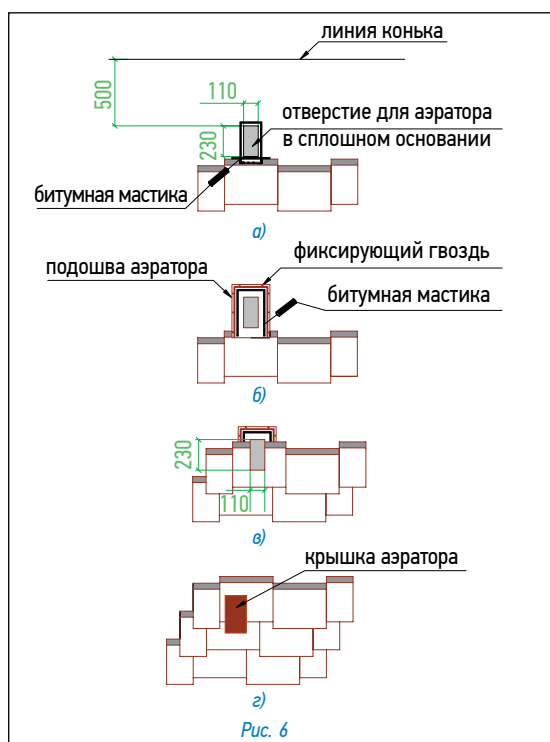 линия конька
500
110
отверстие для аэратора
в сплошном основании
230
битумная мастика
а)
фиксирующий гвоздь
подошва аэратора
битумная мастика
б)
230
110
в)
крышка аэратора
г)
Рис. 6